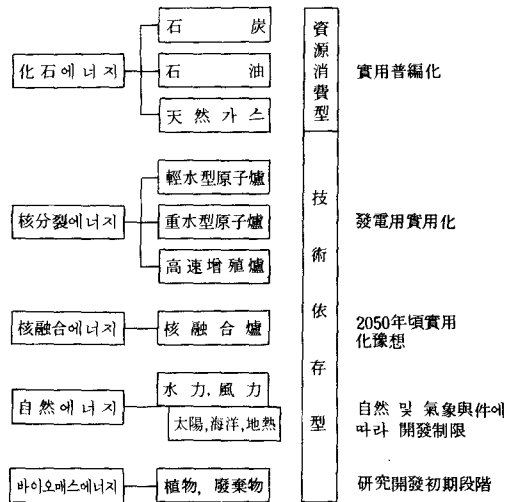 石炭
化石에너지
石油
天然가스
資源消費型
實用普編化
輕水型原子爐
核分裂에너지
重水型原子爐
高速增殖爐
技術依存型
發電用實用化
核融合에너지
核融合爐
2050年頃實用
化豫想
自然에너지
水力, 風力
太陽, 海洋, 地熱
自然 및 氣象與件에
따라 開發制限
바이오매스에너지
植物, 廢棄物
硏究開發初期段階